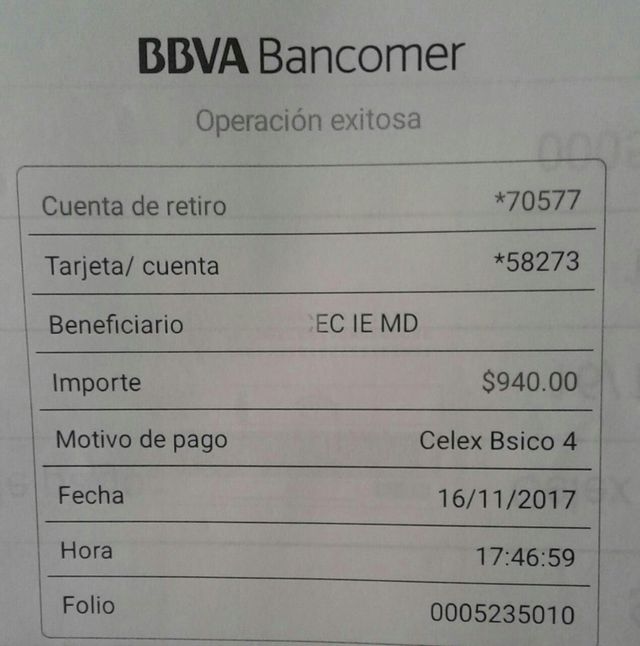 BBVA Bancomer
Operación exitosa
Cuenta de retiro *70577
Tarjeta/ cuenta *58273
Beneficiario EC IE MD
Importe $940.00
Motivo de pago Celex Bsico 4
Fecha 16/11/2017
Hora 17:46:59
Folio 0005235010